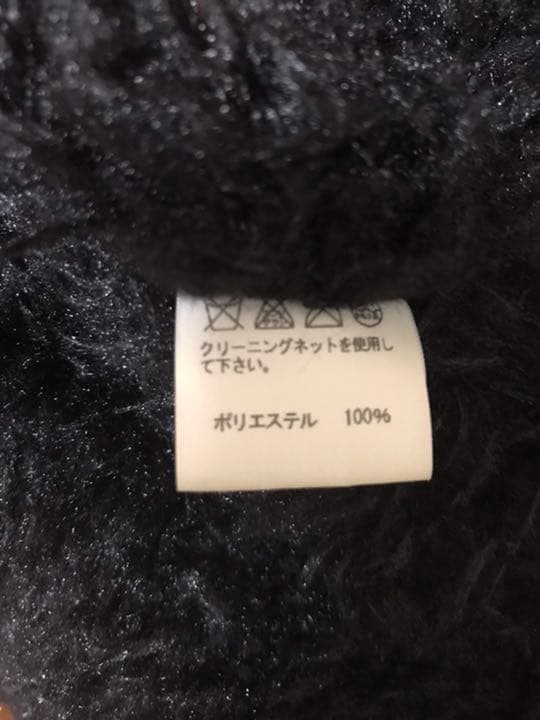 クリーニングネットを使用し
て下さい。
ポリエステル 100%